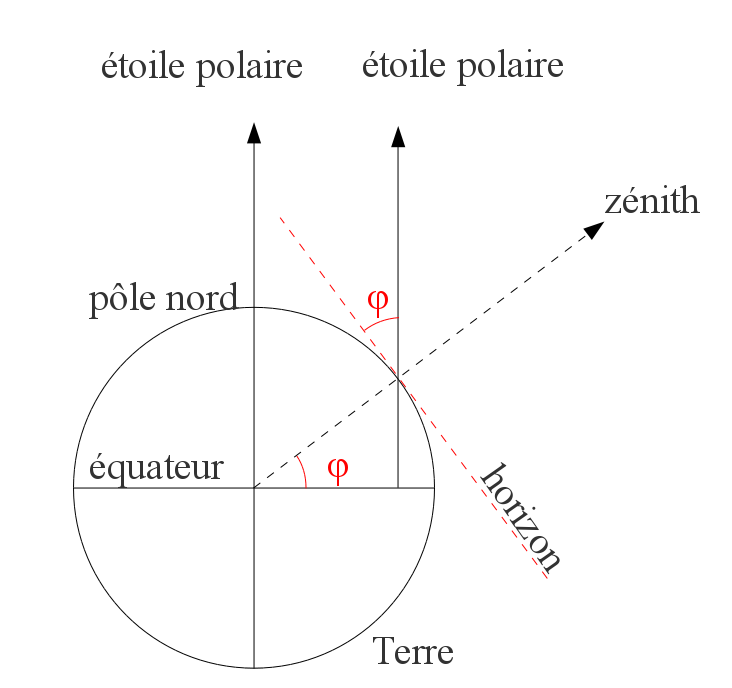 étoile polaire
étoile polaire
zénith
pôle nord
φ
équateur
φ
horizon
Terre